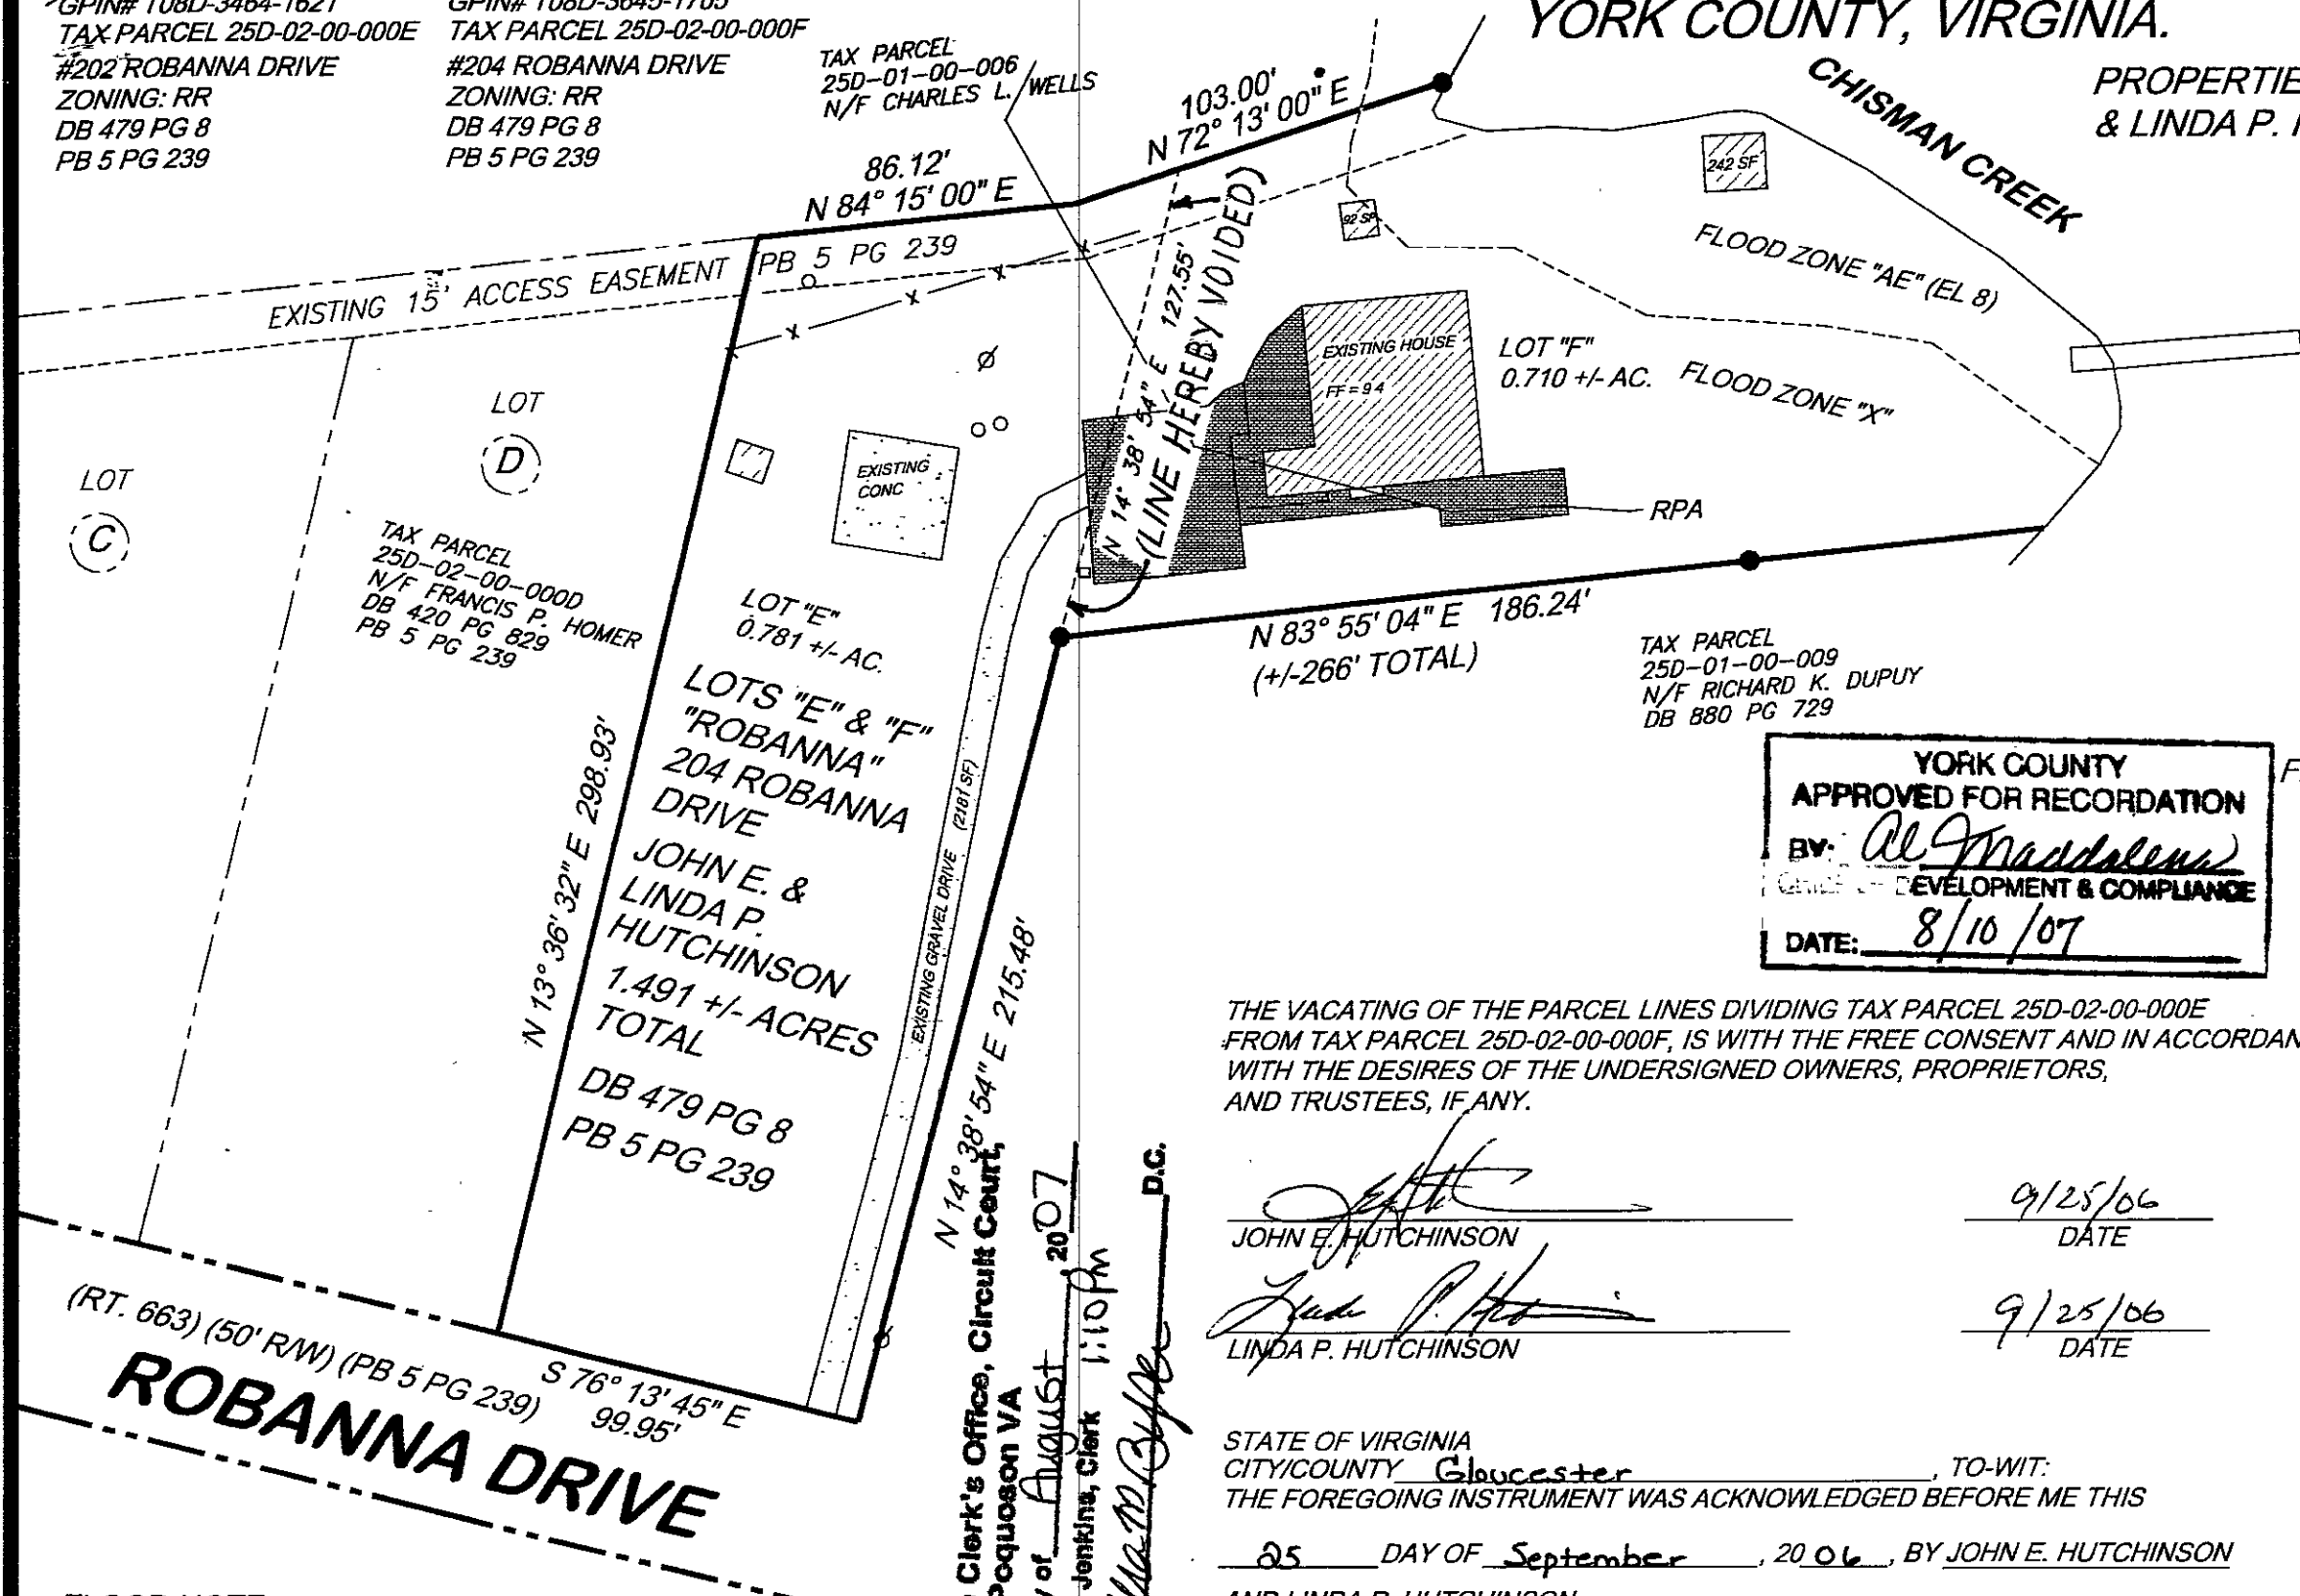 GPIN# T08D-3464-1621
TAX PARCEL 25D-02-00-000E
#202 ROBANNA DRIVE
ZONING: RR
DB 479 PG 8
PB 5 PG 239
GPIN# T08D-3645-1705
TAX PARCEL 25D-02-00-000F
#204 ROBANNA DRIVE
ZONING: RR
DB 479 PG 8
PB 5 PG 239
TAX PARCEL
25D-01-00-006
N/F CHARLES L. WELLS
YORK COUNTY, VIRGINIA.
PROPERTIE
& LINDA P.
CHISMAN CREEK
103.00'
N 72° 13' 00" E
86.12'
N 84° 15' 00" E
PB 5 PG 239
EXISTING 15' ACCESS EASEMENT
N 14° 38' 54" E 127.55'
(LINE HEREBY VOIDED)
242 SF
92 SF
FLOOD ZONE "AE" (EL 8)
EXISTING HOUSE
FF = 9.4
LOT "F"
0.710 +/- AC.
FLOOD ZONE "X"
RPA
LOT
D
LOT
C
EXISTING
CONC
TAX PARCEL
25D-02-00-000D
N/F FRANCIS P. HOMER
DB 420 PG 829
PB 5 PG 239
LOT "E"
0.781 +/- AC.
N 83° 55' 04" E 186.24'
(+/-266' TOTAL)
TAX PARCEL
25D-01-00-009
N/F RICHARD K. DUPUY
DB 880 PG 729
LOTS "E" & "F"
"ROBANNA"
204 ROBANNA
DRIVE
JOHN E. &
LINDA P.
HUTCHINSON
1.491 +/- ACRES
TOTAL
DB 479 PG 8
PB 5 PG 239
N 13° 36' 32" E 298.93'
EXISTING GRAVEL DRIVE (2181 SF)
N 14° 38' 54" E 215.48'
YORK COUNTY
APPROVED FOR RECORDATION
BY: Al Maddalena
DEVELOPMENT & COMPLIANCE
DATE: 8/10/07
THE VACATING OF THE PARCEL LINES DIVIDING TAX PARCEL 25D-02-00-000E
FROM TAX PARCEL 25D-02-00-000F, IS WITH THE FREE CONSENT AND IN ACCORDAN
WITH THE DESIRES OF THE UNDERSIGNED OWNERS, PROPRIETORS,
AND TRUSTEES, IF ANY.
9/25/06
JOHN E. HUTCHINSON DATE
Linda P. 9/25/06
LINDA P. HUTCHINSON DATE
(RT. 663) (50' R/W) (PB 5 PG 239)
ROBANNA DRIVE
S 76° 13' 45" E
99.95'
Clerk's Office, Circuit Court,
Poquoson VA
y of August, 2007
Jenkins, Clerk 1:10 PM
D.C.
STATE OF VIRGINIA
CITY/COUNTY Gloucester, TO-WIT:
THE FOREGOING INSTRUMENT WAS ACKNOWLEDGED BEFORE ME THIS
25 DAY OF September, 2006, BY JOHN E. HUTCHINSON
AND LINDA P. HUTCHINSON